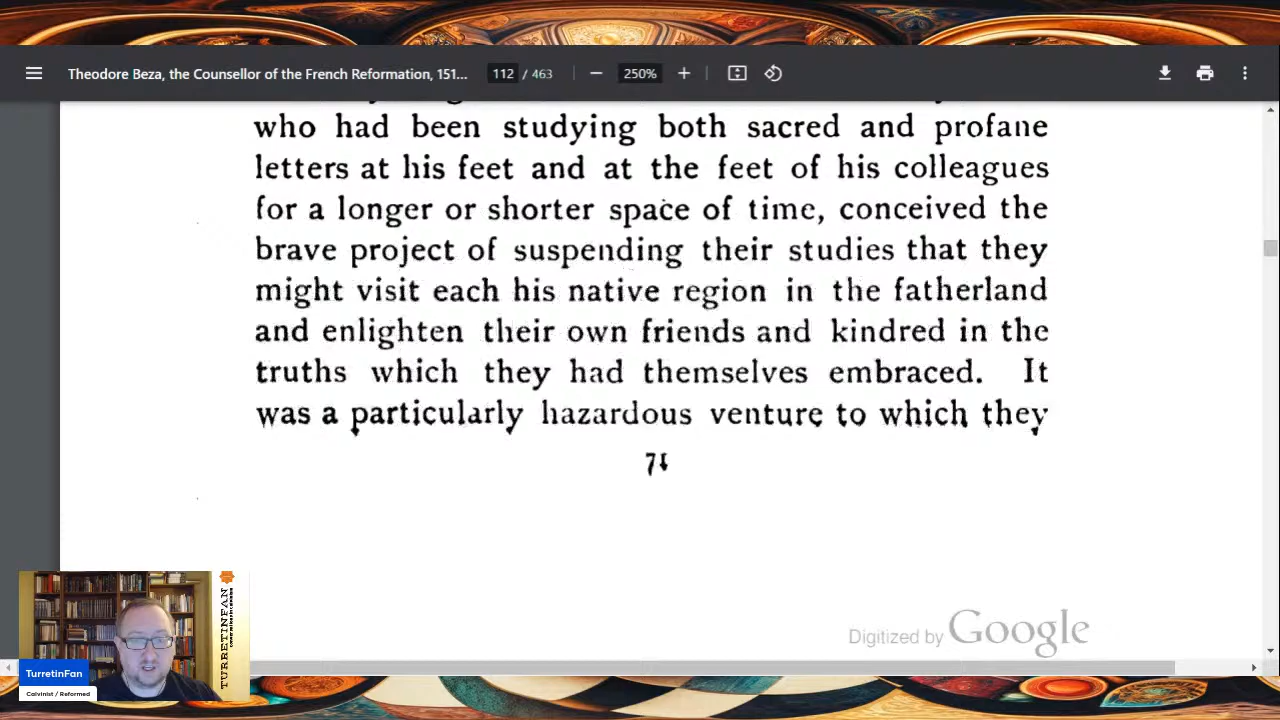 Theodore Beza, the Counsellor of the French Reformation, 151...
112 / 463
250%
who had been studying both sacred and profane
letters at his feet and at the feet of his colleagues
for a longer or shorter space of time, conceived the
brave project of suspending their studies that they
might visit each his native region in the fatherland
and enlighten their own friends and kindred in the
truths which they had themselves embraced. It
was a particularly hazardous venture to which they
71
Digitized by Google
TURRETINFAN
TurretinFan
Calvinist / Reformed